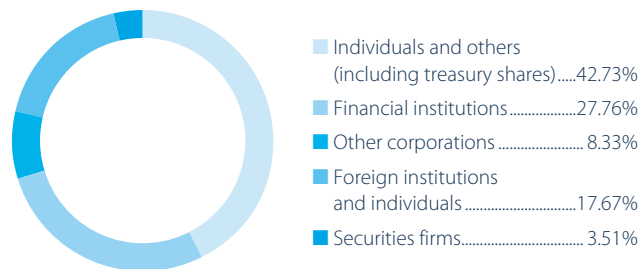 Individuals and others
(including treasury shares).....42.73%
Financial institutions..................27.76%
Other corporations ...................... 8.33%
Foreign institutions
and individuals .............................17.67%
Securities firms............................ 3.51%